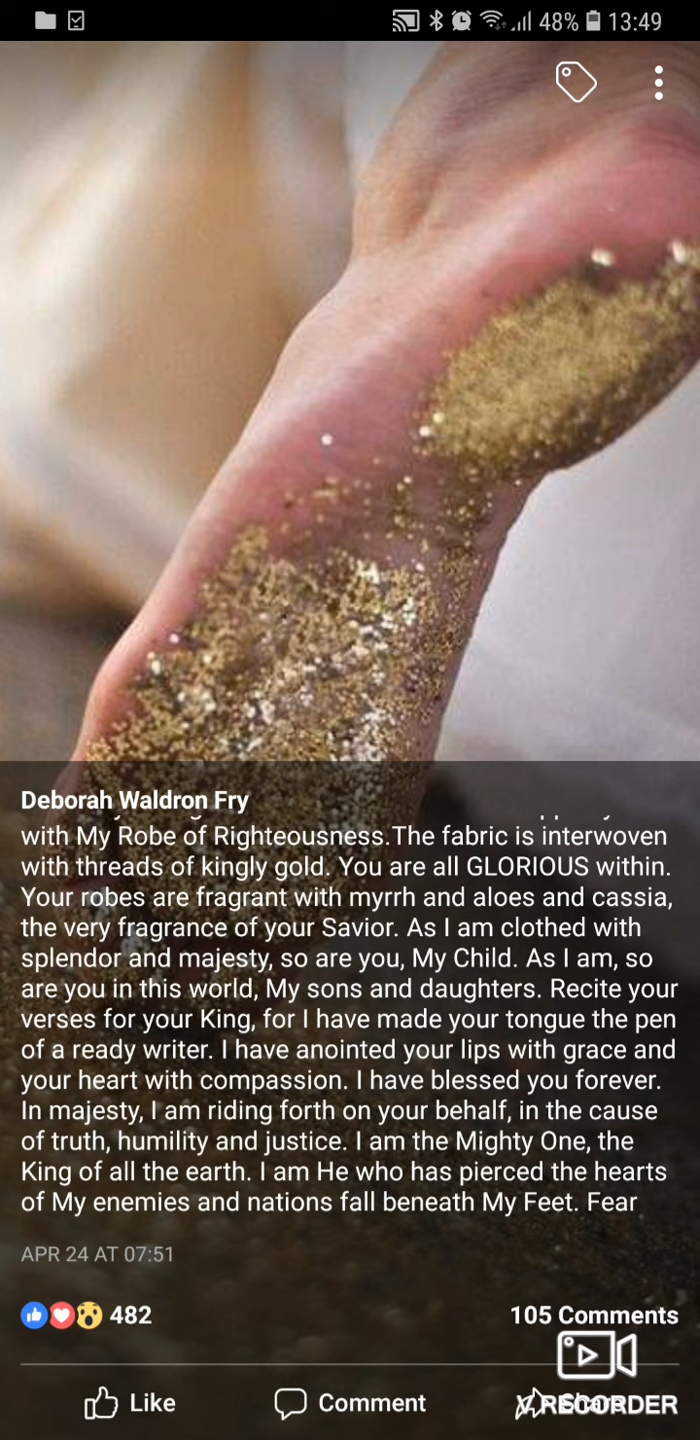 48% 13:49
Deborah Waldron Fry
with My Robe of Righteousness.The fabric is interwoven
with threads of kingly gold. You are all GLORIOUS within.
Your robes are fragrant with myrrh and aloes and cassia,
the very fragrance of your Savior. As I am clothed with
splendor and majesty, so are you, My Child. As I am, so
are you in this world, My sons and daughters. Recite your
verses for your King, for I have made your tongue the pen
of a ready writer. I have anointed your lips with grace and
your heart with compassion. I have blessed you forever.
In majesty, I am riding forth on your behalf, in the cause
of truth, humility and justice. I am the Mighty One, the
King of all the earth. I am He who has pierced the hearts
of My enemies and nations fall beneath My Feet. Fear
APR 24 AT 07:51
482 105 Comments
Like Comment Share
V RECORDER